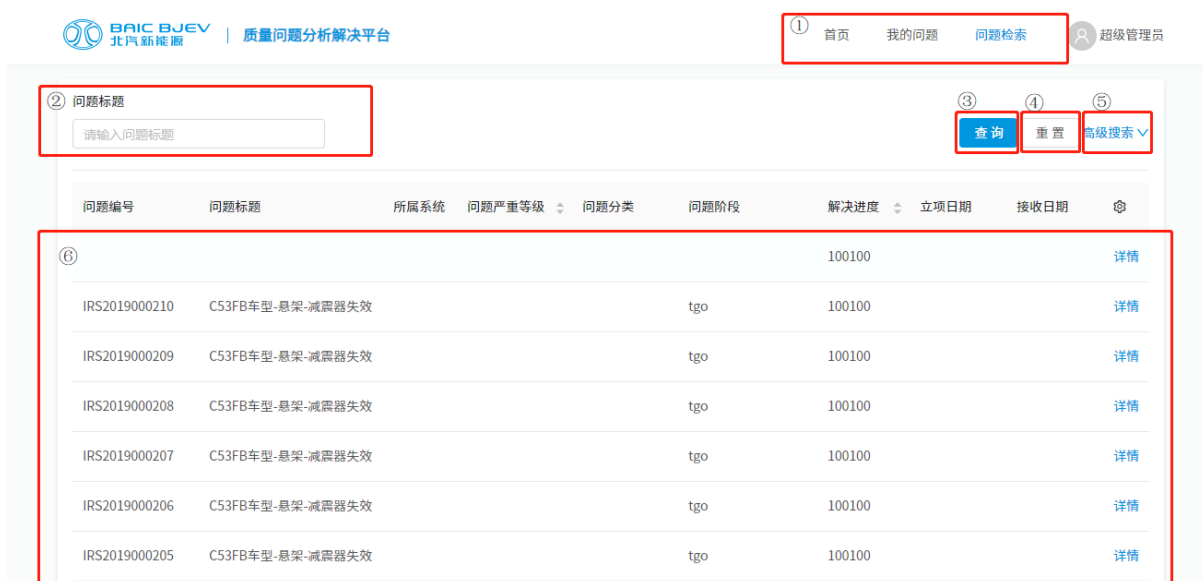 BAIC BJEV
北汽新能源
质量问题分析解决平台
① 首页 我的问题 问题检索 超级管理员
② 问题标题 ③ ④ ⑤
请输入问题标题 查 询 重 置 高级搜索
问题编号 问题标题 所属系统 问题严重等级 问题分类 问题阶段 解决进度 立项日期 接收日期
⑥ 100100 详情
IRS2019000210 C53FB车型-悬架-减震器失效 tgo 100100 详情
IRS2019000209 C53FB车型-悬架-减震器失效 tgo 100100 详情
IRS2019000208 C53FB车型-悬架-减震器失效 tgo 100100 详情
IRS2019000207 C53FB车型-悬架-减震器失效 tgo 100100 详情
IRS2019000206 C53FB车型-悬架-减震器失效 tgo 100100 详情
IRS2019000205 C53FB车型-悬架-减震器失效 tgo 100100 详情